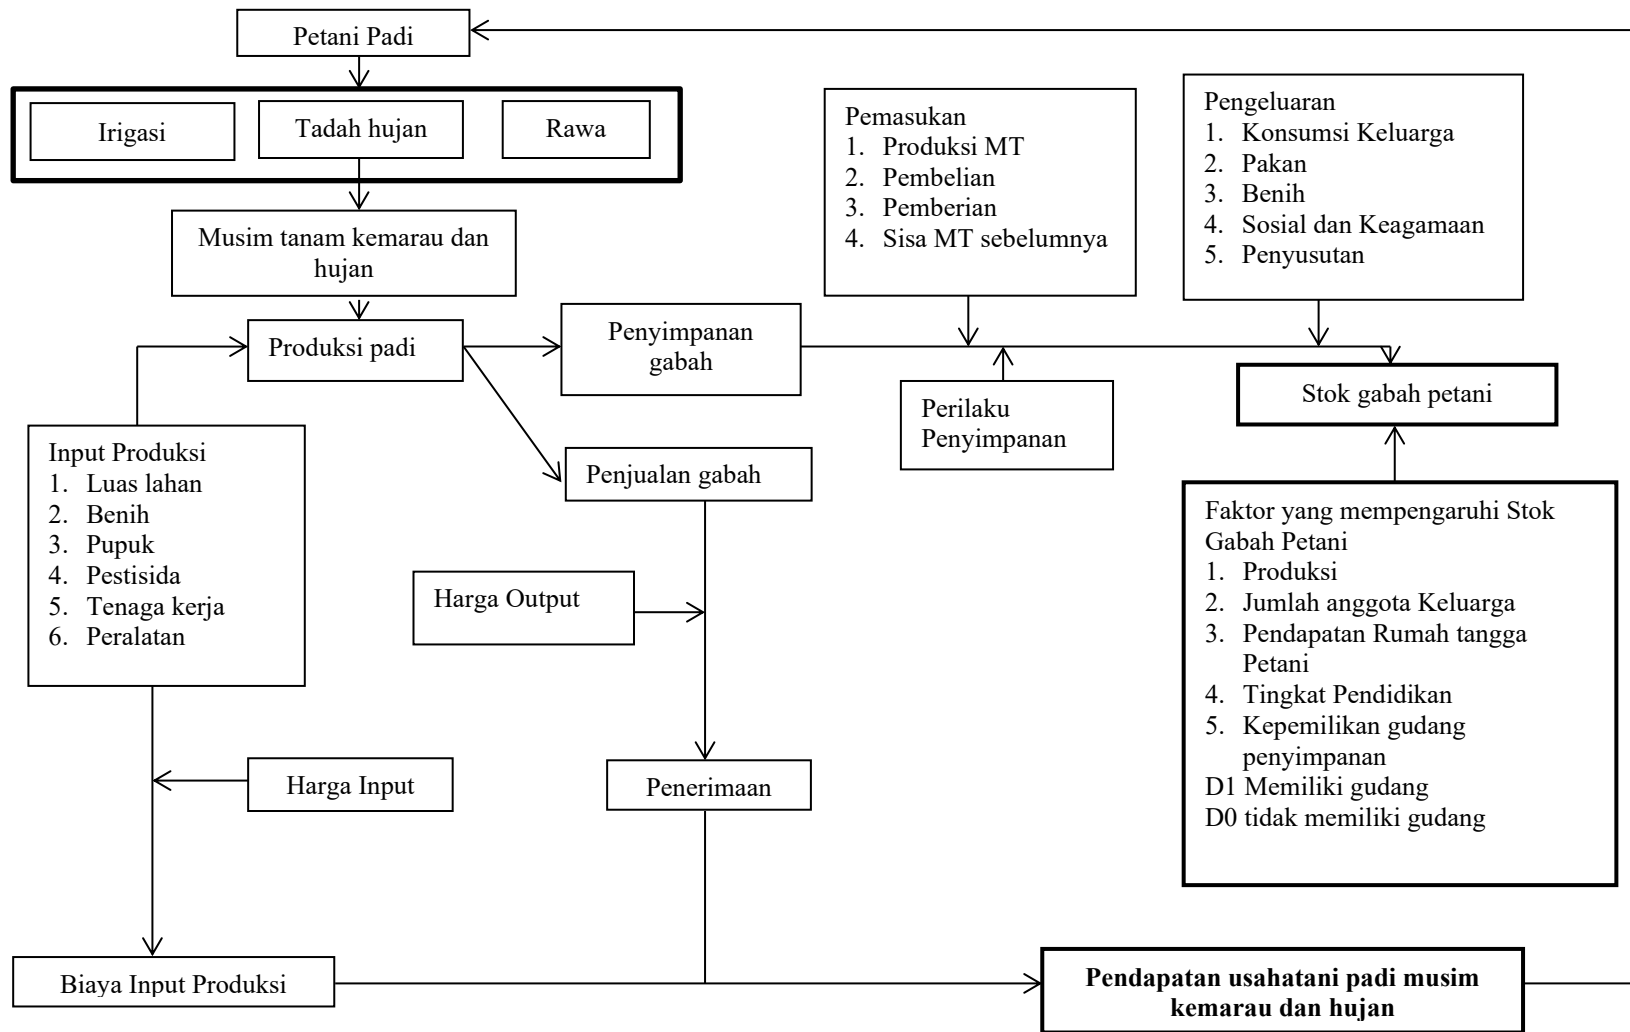 Petani Padi
Irigasi
Tadah hujan
Rawa
Musim tanam kemarau dan
hujan
Produksi padi
Penyimpanan
gabah
Pemasukan
1. Produksi MT
2. Pembelian
3. Pemberian
4. Sisa MT sebelumnya
Pengeluaran
1. Konsumsi Keluarga
2. Pakan
3. Benih
4. Sosial dan Keagamaan
5. Penyusutan
Perilaku
Penyimpanan
Stok gabah petani
Input Produksi
1. Luas lahan
2. Benih
3. Pupuk
4. Pestisida
5. Tenaga kerja
6. Peralatan
Penjualan gabah
Harga Output
Faktor yang mempengaruhi Stok
Gabah Petani
1. Produksi
2. Jumlah anggota Keluarga
3. Pendapatan Rumah tangga
Petani
4. Tingkat Pendidikan
5. Kepemilikan gudang
penyimpanan
D1 Memiliki gudang
D0 tidak memiliki gudang
Harga Input
Penerimaan
Biaya Input Produksi
Pendapatan usahatani padi musim
kemarau dan hujan